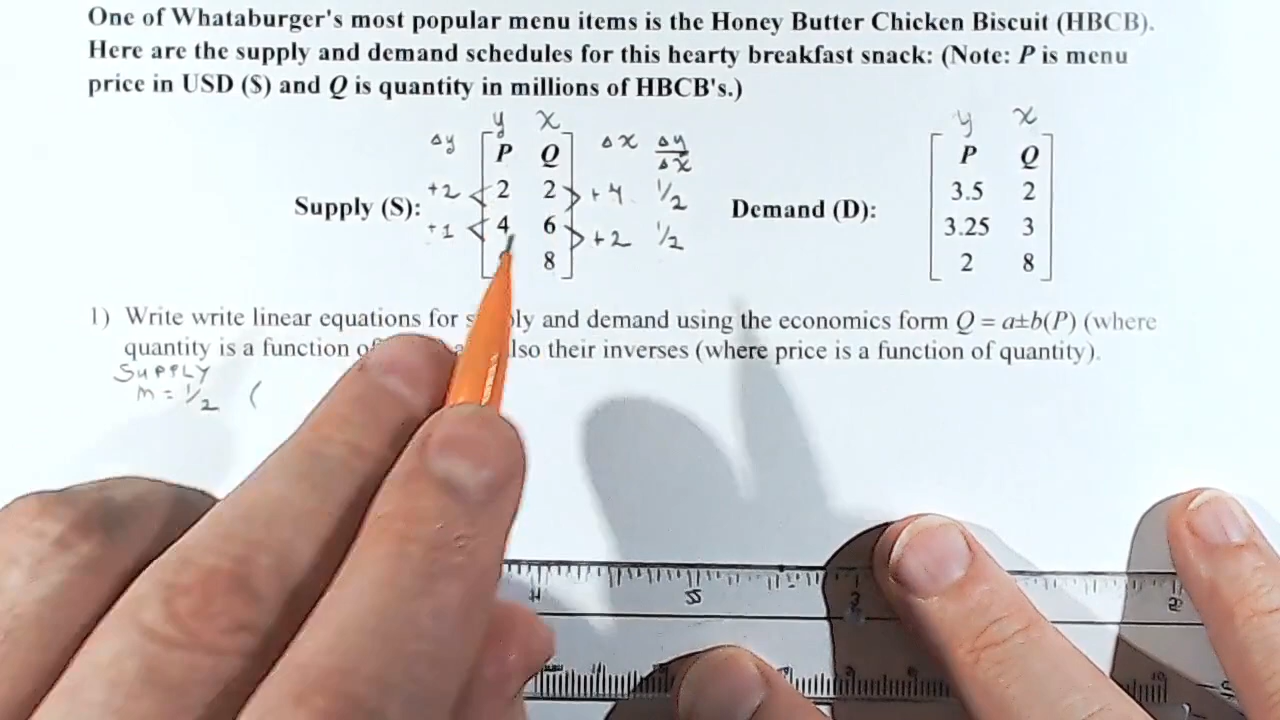 One of Whataburger's most popular menu items is the Honey Butter Chicken Biscuit (HBCB).
Here are the supply and demand schedules for this hearty breakfast snack: (Note: P is menu
price in USD ($) and Q is quantity in millions of HBCB's.)
y x y x
Δy P Q Δx Δy/Δx P Q
+2 2 2 +4 1/2 3.5 2
Supply (S): Demand (D):
+1 4 6 +2 1/2 3.25 3
8 2 8
1) Write write linear equations for ly and demand using the economics form Q = a±b(P) (where
quantity is a function lso their inverses (where price is a function of quantity).
SUPPLY
m = 1/2 (